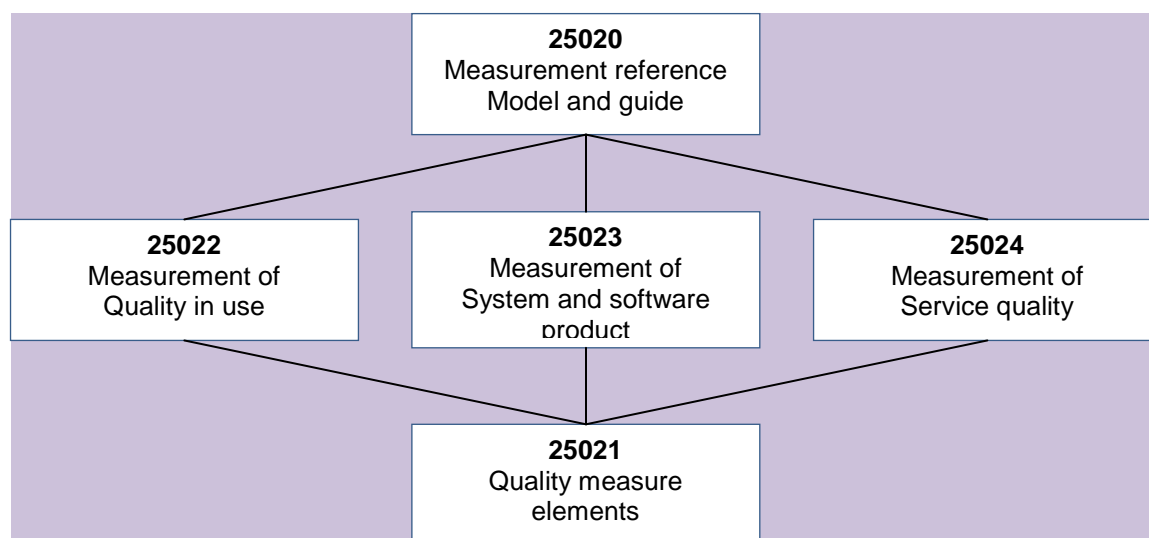 25020
Measurement reference
Model and guide
25022
Measurement of
Quality in use
25023
Measurement of
System and software
product
25024
Measurement of
Service quality
25021
Quality measure
elements